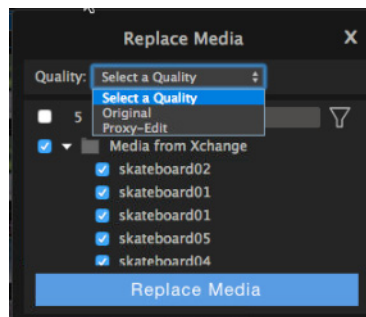 Replace Media X
Quality: Select a Quality
Select a Quality
Original
Proxy-Edit
5
Media from Xchange
skateboard02
skateboard01
skateboard01
skateboard05
skateboard04
Replace Media